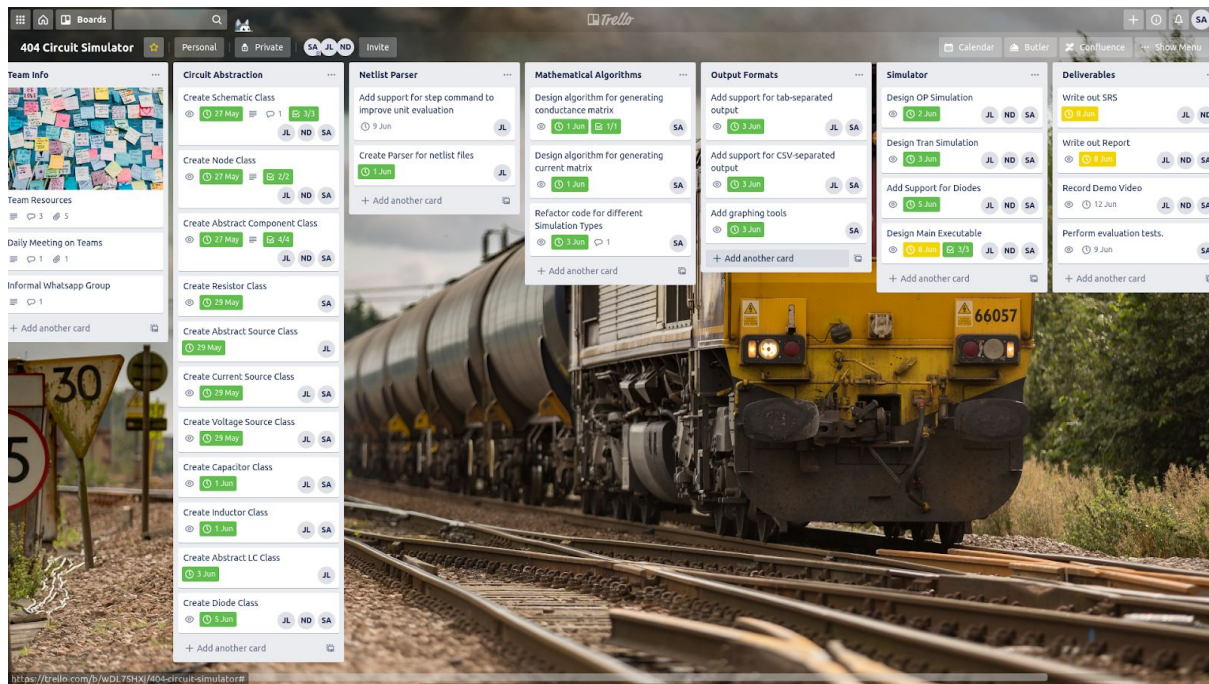 Boards
Trello
SA
404 Circuit Simulator
Personal
Private
SA JL ND
Invite
Calendar
Butler
Confluence
... Show Menu
Team Info
Team Resources
3 5
Daily Meeting on Teams
1 1
Informal Whatsapp Group
1
+ Add another card
Circuit Abstraction
Create Schematic Class
27 May 1 3/3
JL ND SA
Create Node Class
27 May 2/2
JL ND SA
Create Abstract Component Class
27 May 4/4
JL ND SA
Create Resistor Class
29 May
SA
Create Abstract Source Class
29 May
JL
Create Current Source Class
29 May
JL SA
Create Voltage Source Class
29 May
JL SA
Create Capacitor Class
1 Jun
JL SA
Create Inductor Class
1 Jun
JL SA
Create Abstract LC Class
3 Jun
JL
Create Diode Class
5 Jun
JL ND SA
+ Add another card
Netlist Parser
Add support for step command to
improve unit evaluation
9 Jun
JL
Create Parser for netlist files
1 Jun
JL
+ Add another card
Mathematical Algorithms
Design algorithm for generating
conductance matrix
1 Jun 1/1
SA
Design algorithm for generating
current matrix
1 Jun
SA
Refactor code for different
Simulation Types
3 Jun 1
SA
+ Add another card
Output Formats
Add support for tab-separated
output
3 Jun
JL SA
Add support for CSV-separated
output
3 Jun
JL SA
Add graphing tools
3 Jun
SA
+ Add another card
Simulator
Design OP Simulation
2 Jun
JL ND SA
Design Tran Simulation
3 Jun
JL ND SA
Add Support for Diodes
5 Jun
JL ND SA
Design Main Executable
8 Jun 3/3
JL ND SA
+ Add another card
Deliverables
Write out SRS
8 Jun
JL ND
Write out Report
8 Jun
JL ND SA
Record Demo Video
12 Jun
JL ND SA
Perform evaluation tests.
9 Jun
SA
+ Add another card
66057
30
5
https://trello.com/b/wDL75HXj/404-circuit-simulator#